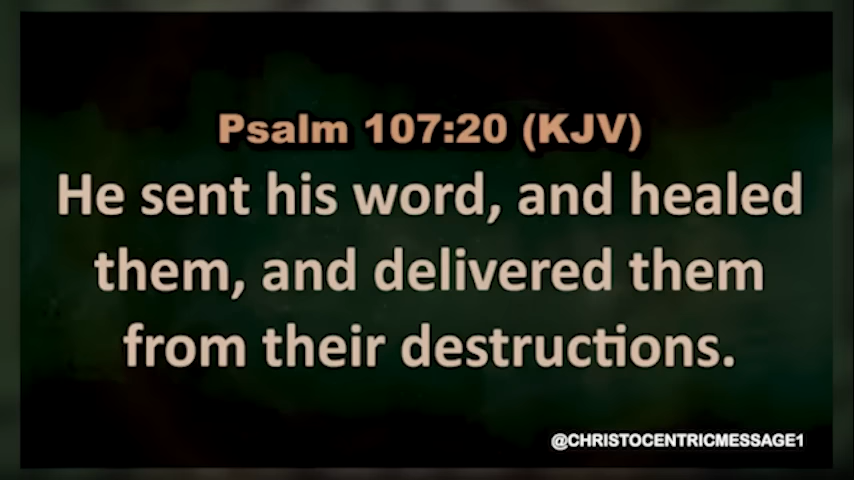 Psalm 107:20 (KJV)
He sent his word, and healed
them, and delivered them
from their destructions.
@CHRISTOCENTRICMESSAGE1